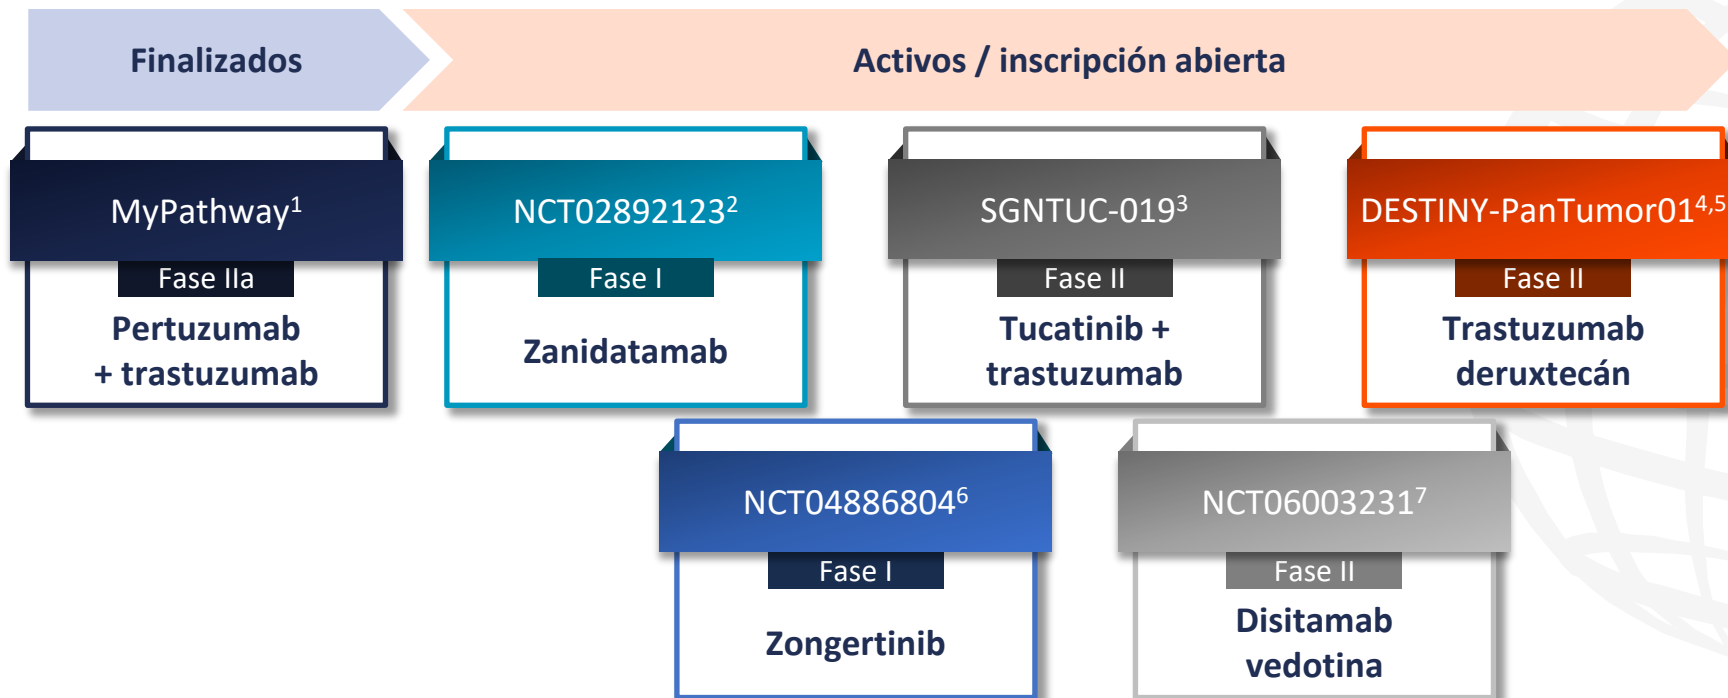 Finalizados
Activos / inscripción abierta
MyPathway¹
Fase IIa
Pertuzumab
+ trastuzumab
NCT02892123²
Fase I
Zanidatamab
SGNTUC-019³
Fase II
Tucatinib +
trastuzumab
DESTINY-PanTumor01⁴,⁵
Fase II
Trastuzumab
deruxtecán
NCT04886804⁶
Fase I
Zongertinib
NCT06003231⁷
Fase II
Disitamab
vedotina